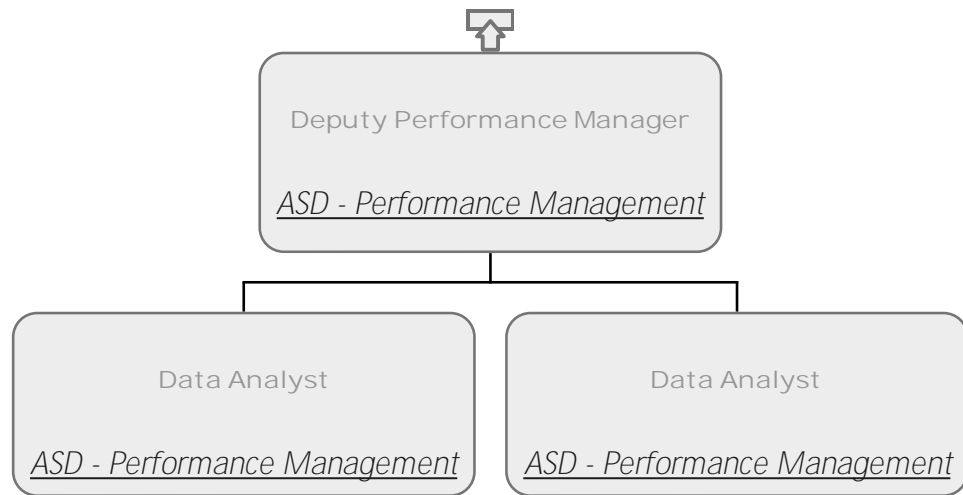 Deputy Performance Manager
ASD - Performance Management
Data Analyst
ASD - Performance Management
Data Analyst
ASD - Performance Management